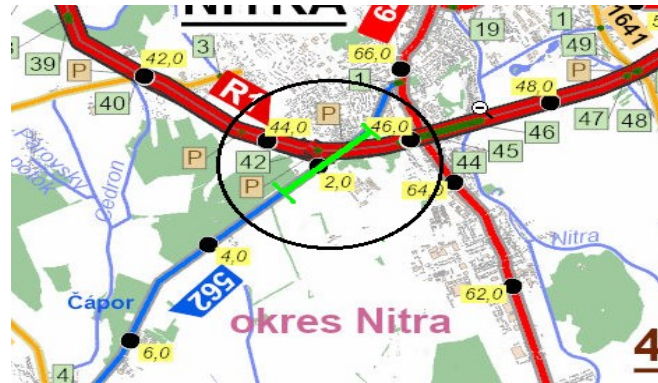 NITRA
6
19
1
1641
49
39
42,0
3
66,0
P
P
1
48,0
40
R1
P
44,0
46,0
46
47
48
P
42
45
44
P
2,0
64,0
Párovský
potok
Cedron
Nitra
4,0
562
62,0
Čápor
okres Nitra
6,0
4
4